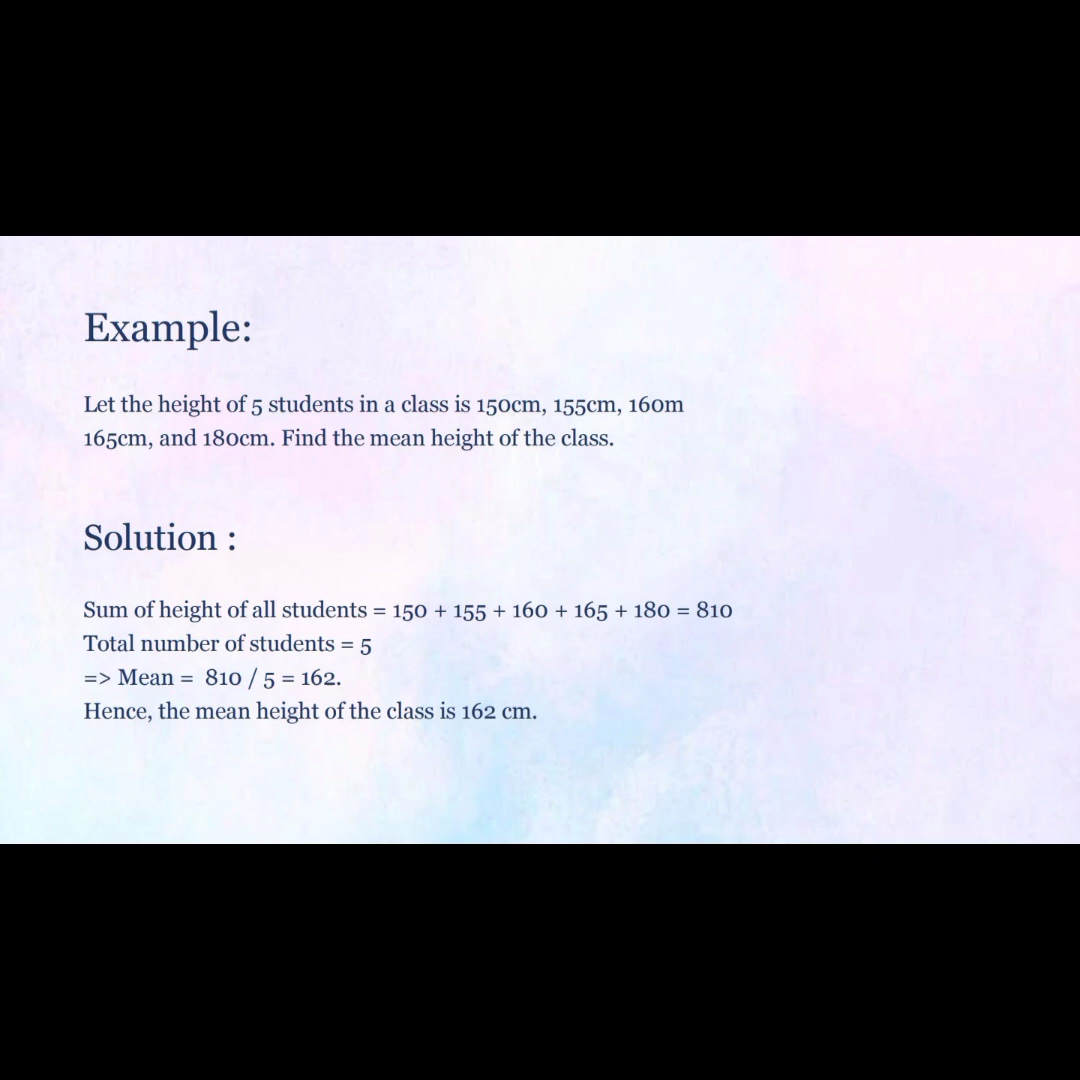 Example:
Let the height of 5 students in a class is 150cm, 155cm, 160m
165cm, and 180cm. Find the mean height of the class.
Solution :
Sum of height of all students = 150 + 155 + 160 + 165 + 180 = 810
Total number of students = 5
=> Mean =  810 / 5 = 162.
Hence, the mean height of the class is 162 cm.